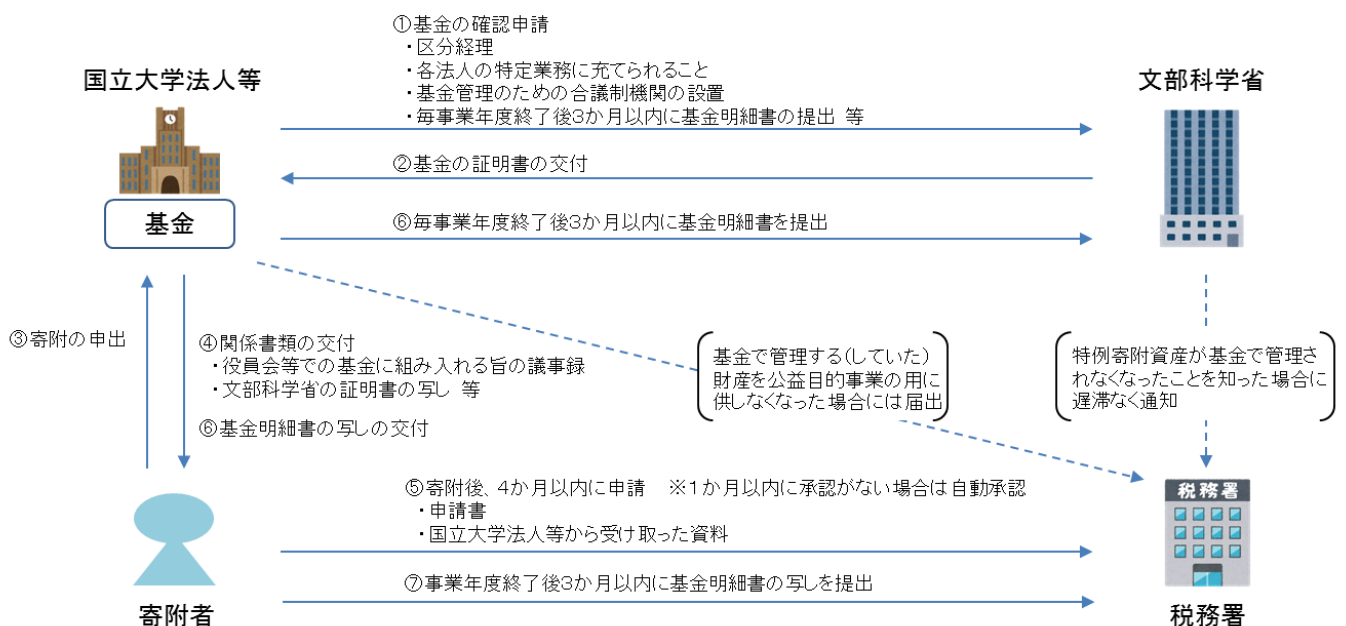 ①基金の確認申請
・区分経理
・各法人の特定業務に充てられること
・基金管理のための合議制機関の設置
・毎事業年度終了後3か月以内に基金明細書の提出 等
国立大学法人等
文部科学省
②基金の証明書の交付
基金
⑥毎事業年度終了後3か月以内に基金明細書を提出
③寄附の申出
④関係書類の交付
・役員会等での基金に組み入れる旨の議事録
・文部科学省の証明書の写し 等
⑥基金明細書の写しの交付
基金で管理する(していた)
財産を公益目的事業の用に
供しなくなった場合には届出
特例寄附資産が基金で管理さ
れなくなったことを知った場合に
遅滞なく通知
⑤寄附後、4か月以内に申請 ※1か月以内に承認がない場合は自動承認
・申請書
・国立大学法人等から受け取った資料
税務署
⑦事業年度終了後3か月以内に基金明細書の写しを提出
寄附者
税務署